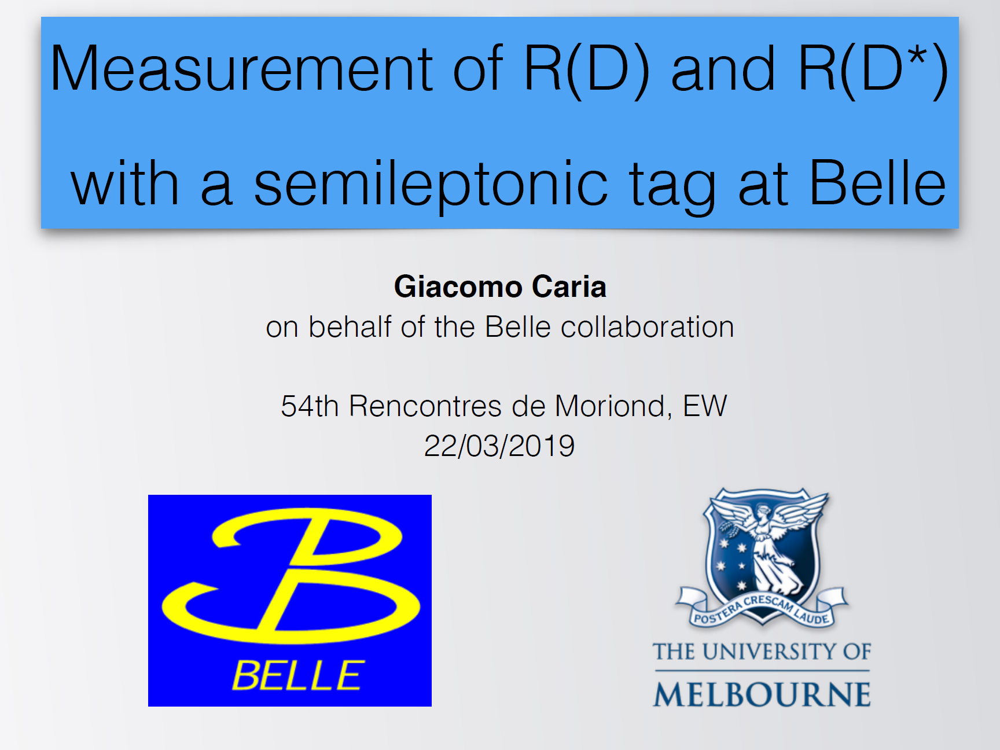 Measurement of R(D) and R(D*)
with a semileptonic tag at Belle
Giacomo Caria
on behalf of the Belle collaboration
54th Rencontres de Moriond, EW
22/03/2019
B
BELLE
POSTERA CRESCAM LAUDE
THE UNIVERSITY OF
MELBOURNE